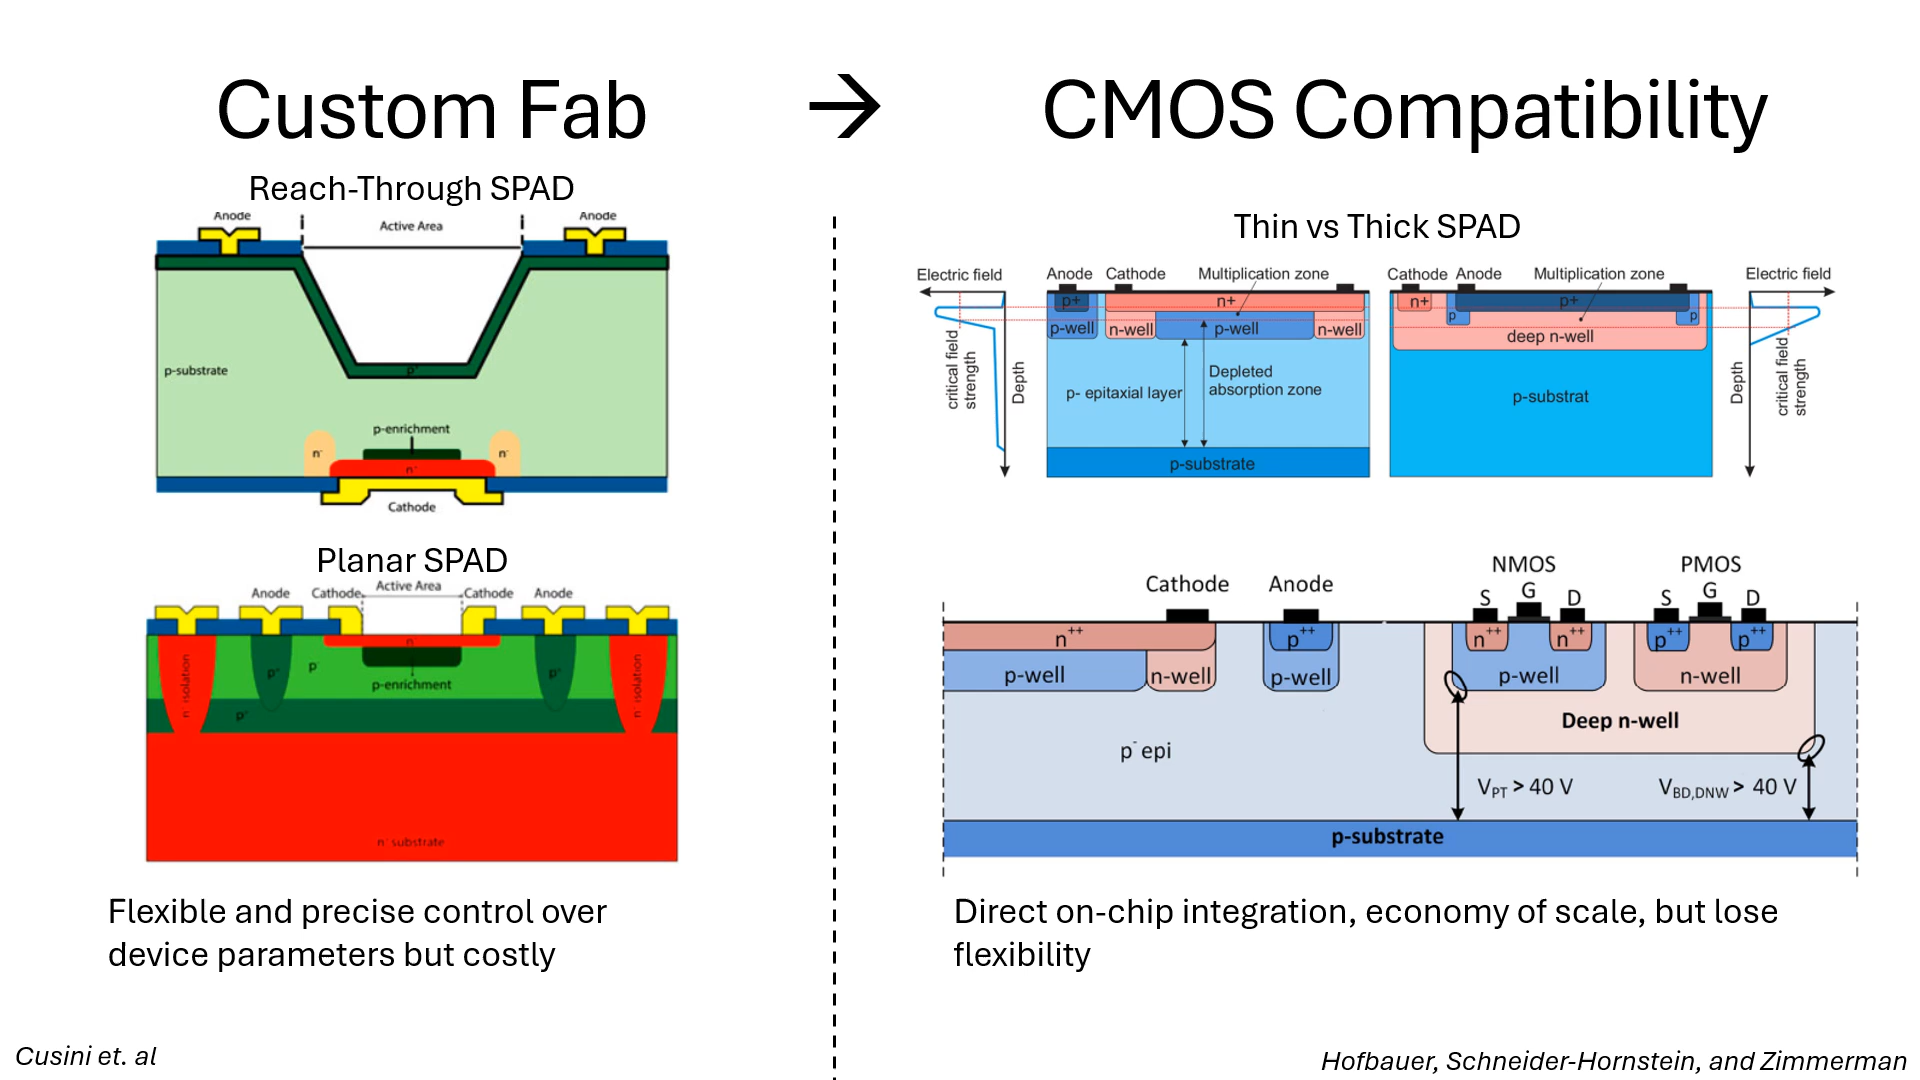 Custom Fab
→
CMOS Compatibility
Reach-Through SPAD
Anode
Active Area
Anode
p-substrate
p⁺
p-enrichment
n⁻
n⁻
n⁺
Cathode
Planar SPAD
Anode
Cathode
Active Area
Cathode
Anode
n⁻ isolation
p⁺
p⁻
n
p-enrichment
p⁺
n⁻ isolation
p⁺
n⁻ substrate
Flexible and precise control over
device parameters but costly
Cusini et. al
Thin vs Thick SPAD
Electric field
Anode
Cathode
Multiplication zone
p+
n+
p-well
n-well
p-well
n-well
critical field
strength
Depth
Depleted
absorption zone
p- epitaxial layer
p-substrate
Cathode
Anode
Multiplication zone
Electric field
n+
p+
p
p
deep n-well
p-substrat
Depth
critical field
strength
Cathode
Anode
NMOS
PMOS
S
G
D
S
G
D
n⁺⁺
p⁺⁺
n⁺⁺
n⁺⁺
p⁺⁺
p⁺⁺
p-well
n-well
p-well
p-well
n-well
Deep n-well
p⁻ epi
V_PT > 40 V
V_BD,DNW > 40 V
p-substrate
Direct on-chip integration, economy of scale, but lose
flexibility
Hofbauer, Schneider-Hornstein, and Zimmerman